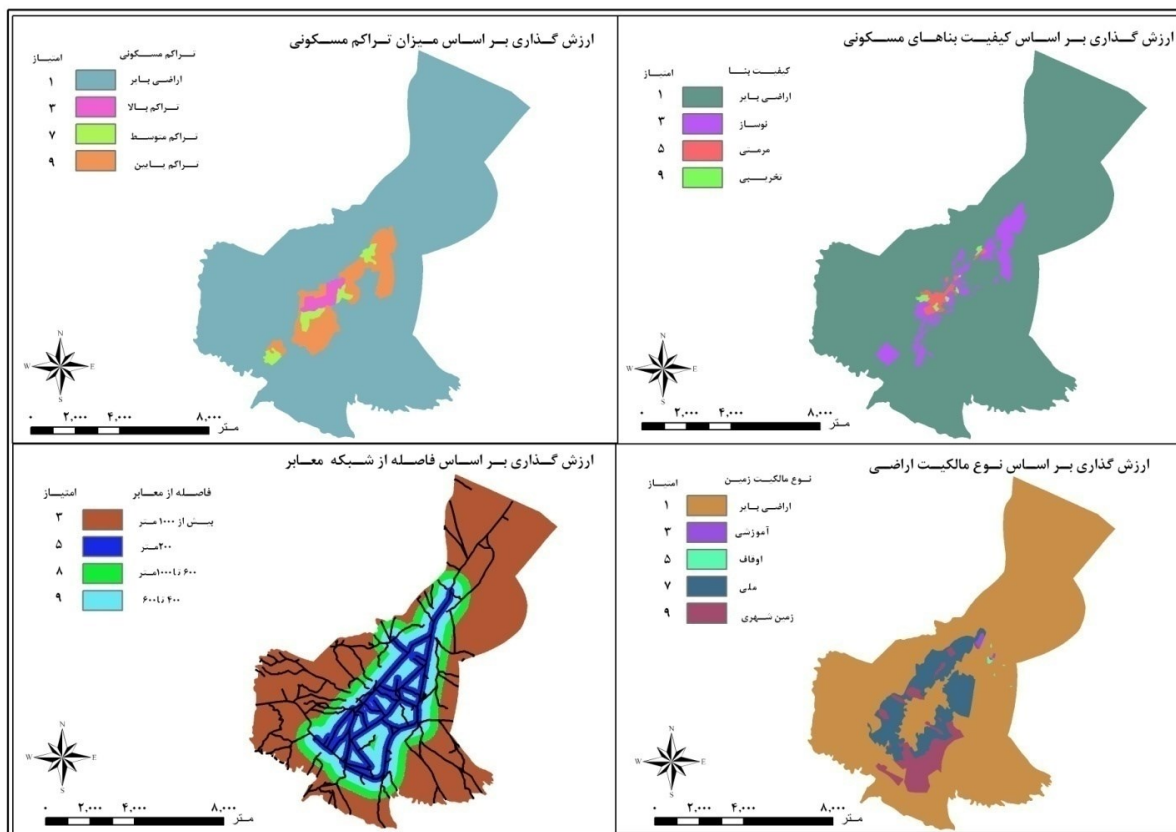 ارزش گذاری بر اساس کیفیت بناهای مسکونی
کیفیت بنا
امتیاز
اراضی بایر
۱
نوساز
۳
مرمتی
۵
تخریبی
۹
N
W E
S
۰ ۲,۰۰۰ ۴,۰۰۰ ۸,۰۰۰
متر
ارزش گذاری بر اساس میزان تراکم مسکونی
تراکم مسکونی
امتیاز
اراضی بایر
۱
تراکم بالا
۳
تراکم متوسط
۷
تراکم پایین
۹
N
W E
S
۰ ۲,۰۰۰ ۴,۰۰۰ ۸,۰۰۰
متر
ارزش گذاری بر اساس نوع مالکیت اراضی
نوع مالکیت زمین
امتیاز
اراضی بایر
۱
آموزشی
۳
اوقاف
۵
ملی
۷
زمین شهری
۹
N
W E
S
۰ ۲,۰۰۰ ۴,۰۰۰ ۸,۰۰۰
متر
ارزش گذاری بر اساس فاصله از شبکه معابر
فاصله از معابر
امتیاز
بیش از ۱۰۰۰ متر
۳
۲۰۰متر
۵
۶۰۰ تا ۱۰۰۰متر
۸
۴۰۰ تا ۶۰۰
۹
N
W E
S
۰ ۲,۰۰۰ ۴,۰۰۰ ۸,۰۰۰
متر